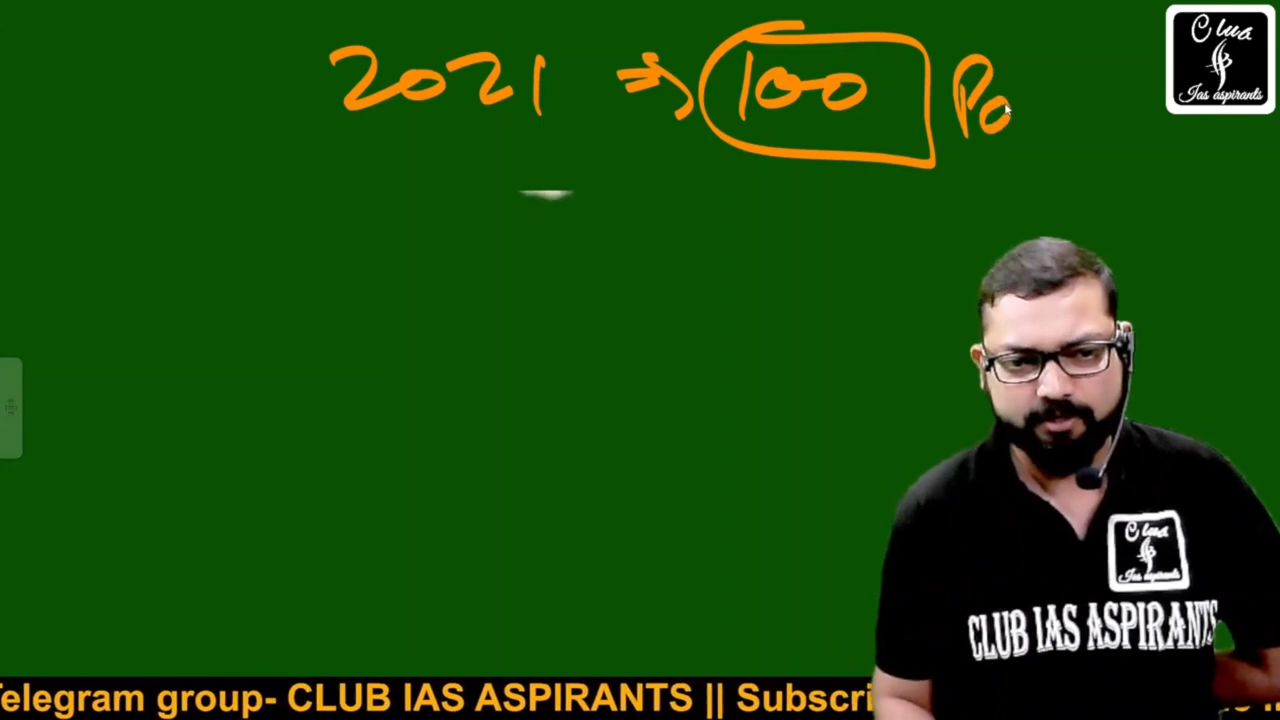 2021 ⇒ 100 Po
Club
Ias aspirants
Club
Ias aspirants
CLUB IAS ASPIRANTS
Telegram group- CLUB IAS ASPIRANTS || Subscri